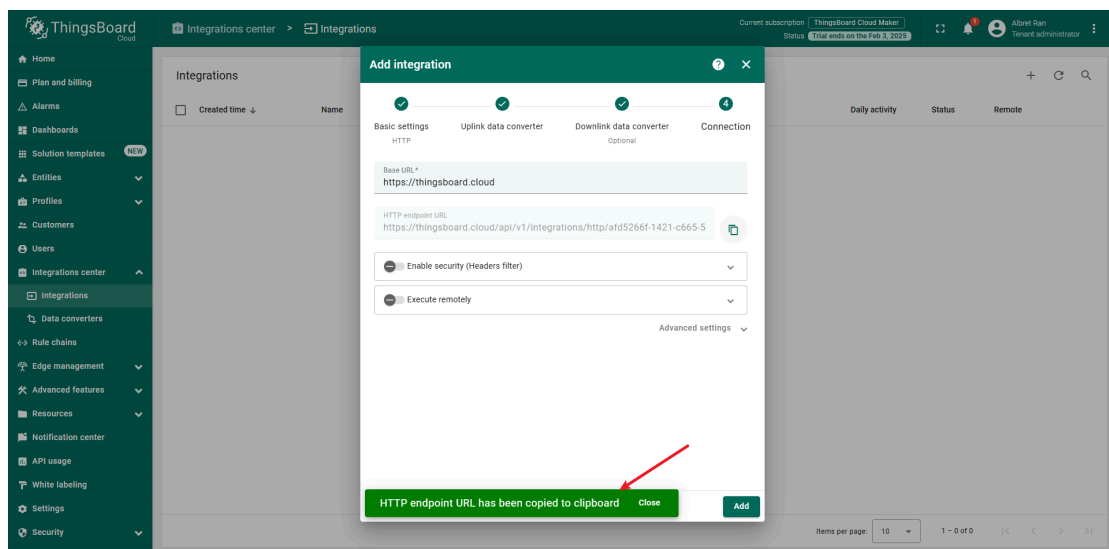 ThingsBoard
Cloud
Integrations center > Integrations
Current subscription ThingsBoard Cloud Maker
Status Trial ends on the Feb 3, 2025
Albret Ran
Tenant administrator
Home
Plan and billing
Alarms
Dashboards
Solution templates NEW
Entities
Profiles
Customers
Users
Integrations center
Integrations
Data converters
Rule chains
Edge management
Advanced features
Resources
Notification center
API usage
White labeling
Settings
Security
Integrations
Created time ↓ Name Daily activity Status Remote
Add integration
Basic settings Uplink data converter Downlink data converter 4 Connection
HTTP Optional
Base URL*
https://thingsboard.cloud
HTTP endpoint URL
https://thingsboard.cloud/api/v1/integrations/http/afd5266f-1421-c665-5
Enable security (Headers filter)
Execute remotely
Advanced settings
HTTP endpoint URL has been copied to clipboard Close
Add
Items per page: 10 1 – 0 of 0